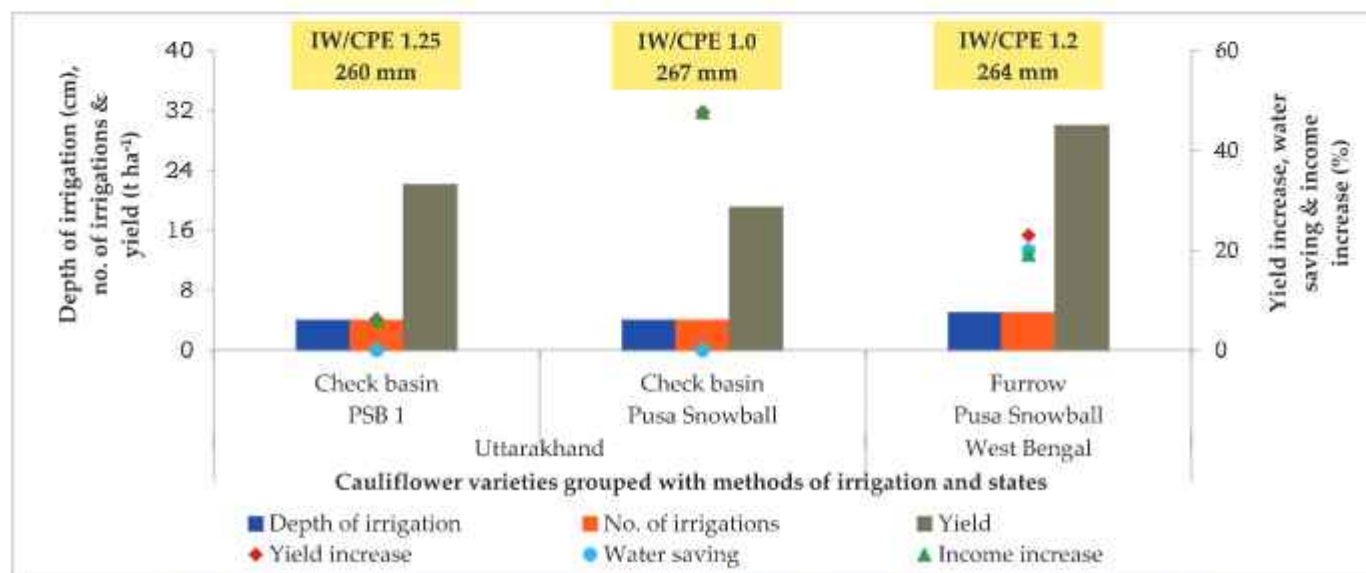 IW/CPE 1.25
260 mm
IW/CPE 1.0
267 mm
IW/CPE 1.2
264 mm
Depth of irrigation (cm),
no. of irrigations &
yield (t ha⁻¹)
40
32
24
16
8
0
60
40
20
0
Yield increase, water
saving & income
increase (%)
Check basin
PSB 1
Check basin
Pusa Snowball
Furrow
Pusa Snowball
Uttarakhand
West Bengal
Cauliflower varieties grouped with methods of irrigation and states
Depth of irrigation
No. of irrigations
Yield
Yield increase
Water saving
Income increase